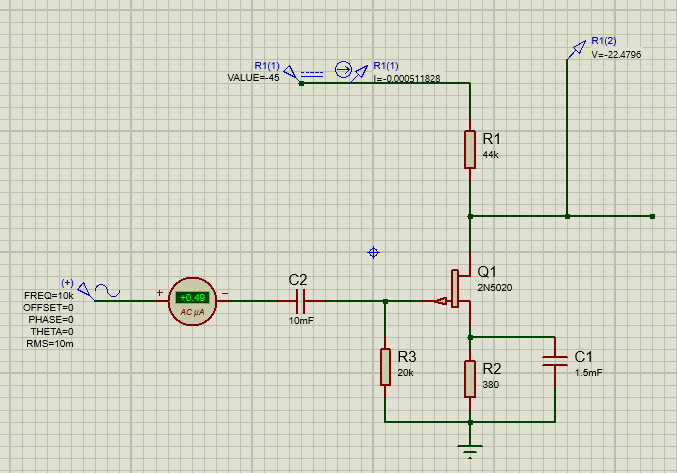 R1(2)
V=-22.4796
R1(1)
VALUE=-45
R1(1)
I=-0.000511828
R1
44k
Q1
2N5020
(+)
FREQ=10k
OFFSET=0
PHASE=0
THETA=0
RMS=10m
+
+0.49
AC µA
−
C2
10mF
R3
20k
R2
380
C1
1.5mF